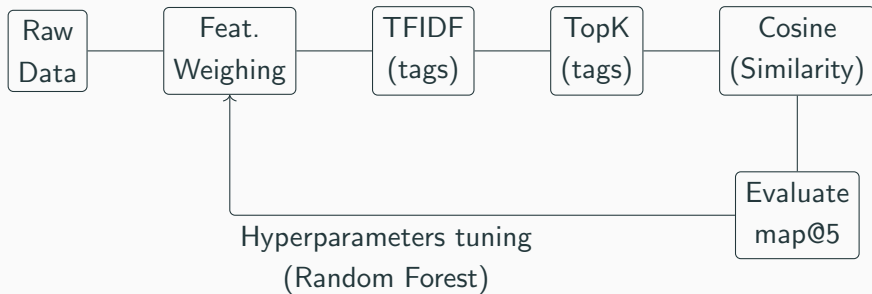 Raw
Data
Feat.
Weighing
TFIDF
(tags)
TopK
(tags)
Cosine
(Similarity)
Evaluate
map@5
Hyperparameters tuning
(Random Forest)